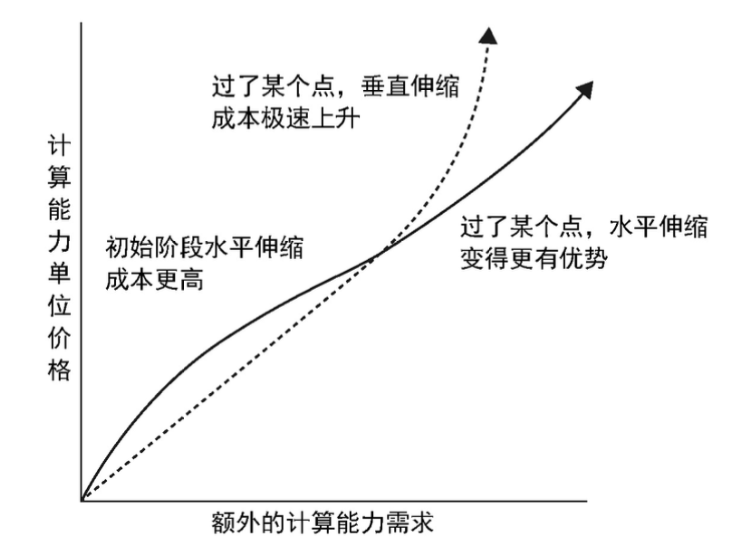 过了某个点，垂直伸缩
成本极速上升
计算能力单位价格
初始阶段水平伸缩
成本更高
过了某个点，水平伸缩
变得更有优势
额外的计算能力需求